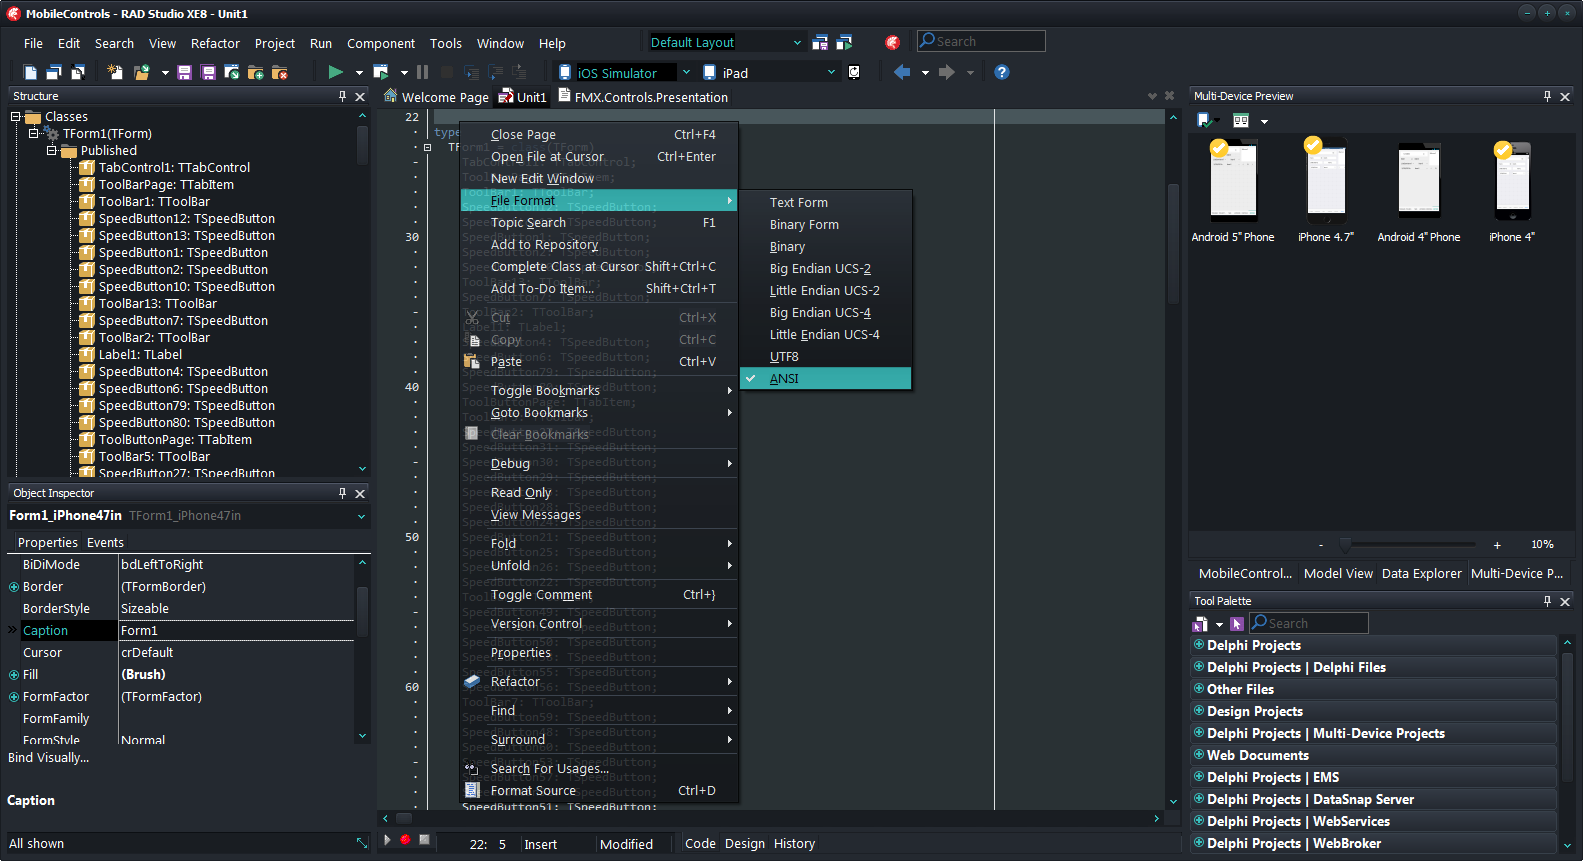 MobileControls - RAD Studio XE8 - Unit1
File Edit Search View Refactor Project Run Component Tools Window Help
Default Layout
Search
iOS Simulator
iPad
Structure
Classes
TForm1(TForm)
Published
TabControl1: TTabControl
ToolBarPage: TTabItem
ToolBar1: TToolBar
SpeedButton12: TSpeedButton
SpeedButton13: TSpeedButton
SpeedButton1: TSpeedButton
SpeedButton2: TSpeedButton
SpeedButton10: TSpeedButton
ToolBar13: TToolBar
SpeedButton7: TSpeedButton
ToolBar2: TToolBar
Label1: TLabel
SpeedButton4: TSpeedButton
SpeedButton6: TSpeedButton
SpeedButton79: TSpeedButton
SpeedButton80: TSpeedButton
ToolButtonPage: TTabItem
ToolBar5: TToolBar
SpeedButton27: TSpeedButton
Object Inspector
Form1_iPhone47in TForm1_iPhone47in
Properties Events
BiDiMode bdLeftToRight
Border (TFormBorder)
BorderStyle Sizeable
Caption Form1
Cursor crDefault
Fill (Brush)
FormFactor (TFormFactor)
FormFamily
FormStyle Normal
Bind Visually...
Caption
All shown
Welcome Page Unit1 FMX.Controls.Presentation
22
type
30
40
50
60
Close Page Ctrl+F4
Open File at Cursor Ctrl+Enter
New Edit Window
File Format
Topic Search F1
Add to Repository
Complete Class at Cursor Shift+Ctrl+C
Add To-Do Item... Shift+Ctrl+T
Cut Ctrl+X
Copy Ctrl+C
Paste Ctrl+V
Toggle Bookmarks
Goto Bookmarks
Clear Bookmarks
Debug
Read Only
View Messages
Fold
Unfold
Toggle Comment Ctrl+}
Version Control
Properties
Refactor
Find
Surround
Search For Usages...
Format Source Ctrl+D
SpeedButton51: TSpeedButton;
Text Form
Binary Form
Binary
Big Endian UCS-2
Little Endian UCS-2
Big Endian UCS-4
Little Endian UCS-4
UTF8
ANSI
22: 5 Insert Modified Code Design History
Multi-Device Preview
Android 5" Phone iPhone 4.7" Android 4" Phone iPhone 4"
- + 10%
MobileControl... Model View Data Explorer Multi-Device P...
Tool Palette
Search
Delphi Projects
Delphi Projects | Delphi Files
Other Files
Design Projects
Delphi Projects | Multi-Device Projects
Web Documents
Delphi Projects | EMS
Delphi Projects | DataSnap Server
Delphi Projects | WebServices
Delphi Projects | WebBroker